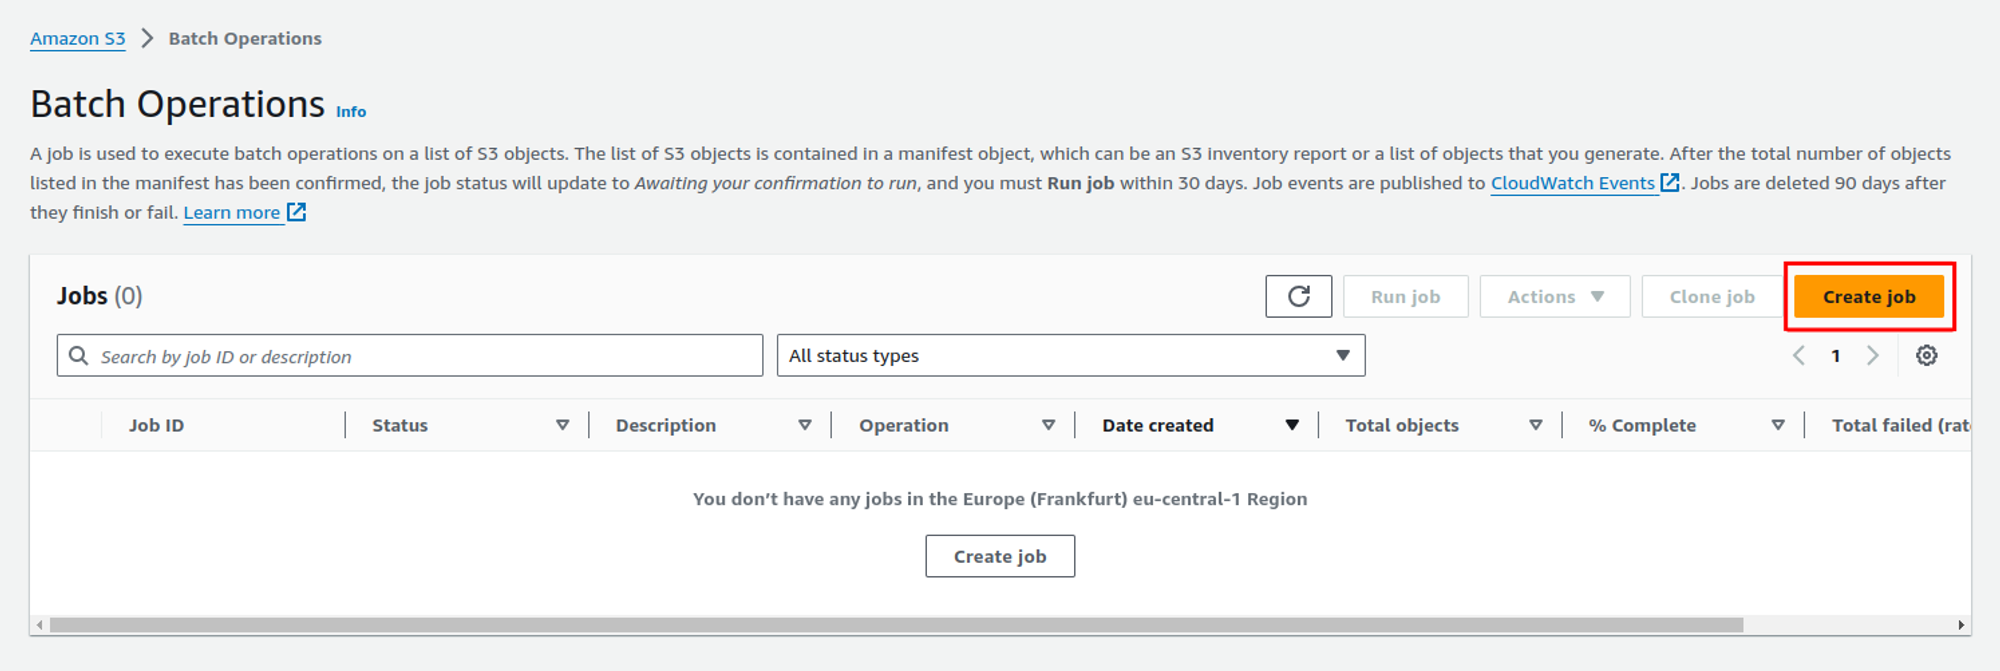 Amazon S3 > Batch Operations
Batch Operations Info
A job is used to execute batch operations on a list of S3 objects. The list of S3 objects is contained in a manifest object, which can be an S3 inventory report or a list of objects that you generate. After the total number of objects
listed in the manifest has been confirmed, the job status will update to Awaiting your confirmation to run, and you must Run job within 30 days. Job events are published to CloudWatch Events. Jobs are deleted 90 days after
they finish or fail. Learn more
Jobs (0)
Run job
Actions
Clone job
Create job
Search by job ID or description
All status types
1
Job ID
Status
Description
Operation
Date created
Total objects
% Complete
Total failed (rat
You don't have any jobs in the Europe (Frankfurt) eu-central-1 Region
Create job